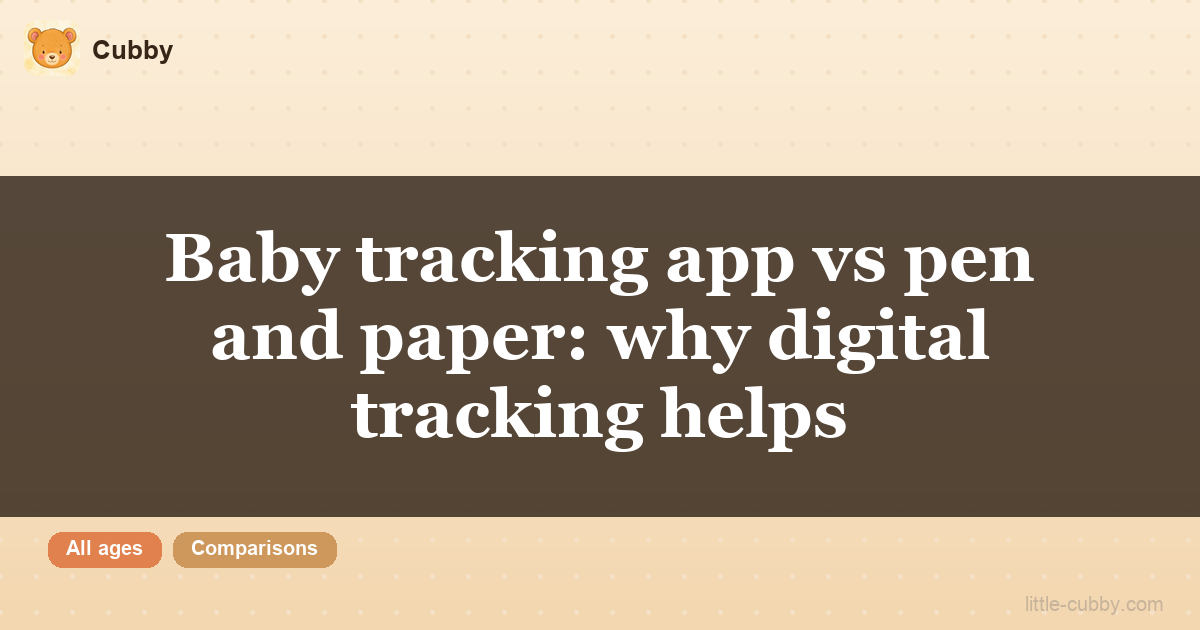 Cubby
Baby tracking app vs pen
and paper: why digital
tracking helps
All ages
Comparisons
little-cubby.com